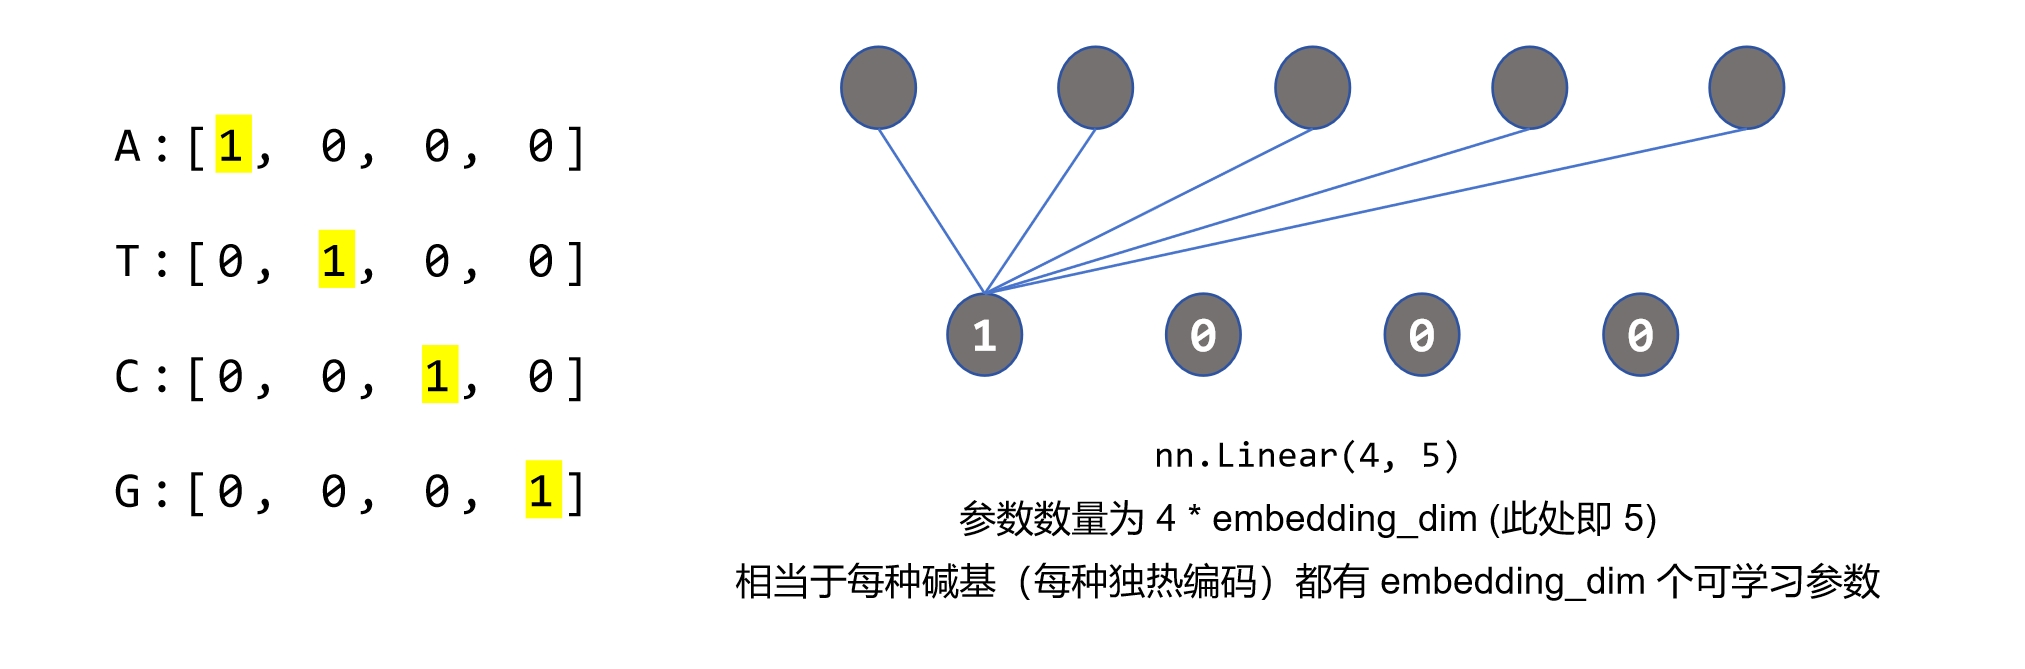 A:[1, 0, 0, 0]
T:[0, 1, 0, 0]
C:[0, 0, 1, 0]
G:[0, 0, 0, 1]
1 0 0 0
nn.Linear(4, 5)
参数数量为 4 * embedding_dim (此处即 5)
相当于每种碱基（每种独热编码）都有 embedding_dim 个可学习参数